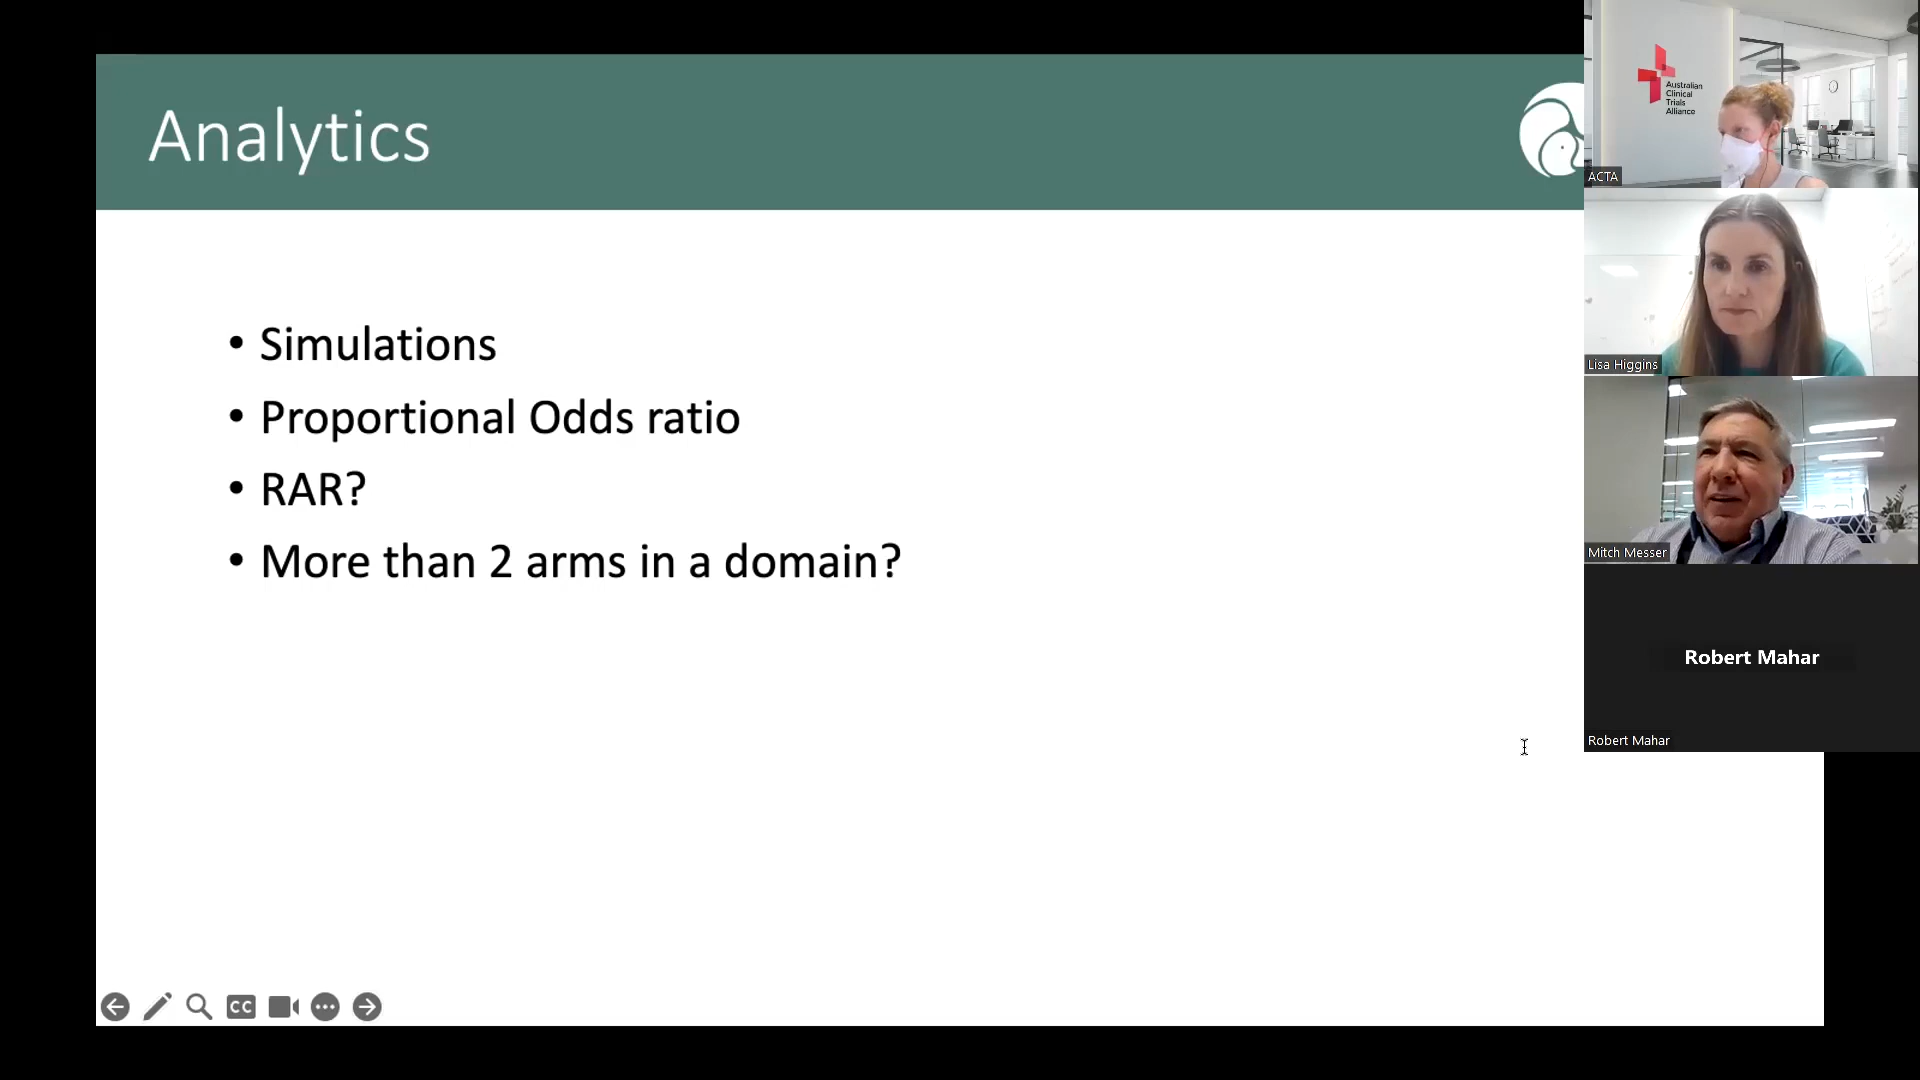 Analytics
• Simulations
• Proportional Odds ratio
• RAR?
• More than 2 arms in a domain?
CC
Australian
Clinical
Trials
Alliance
ACTA
Lisa Higgins
Mitch Messer
Robert Mahar
Robert Mahar